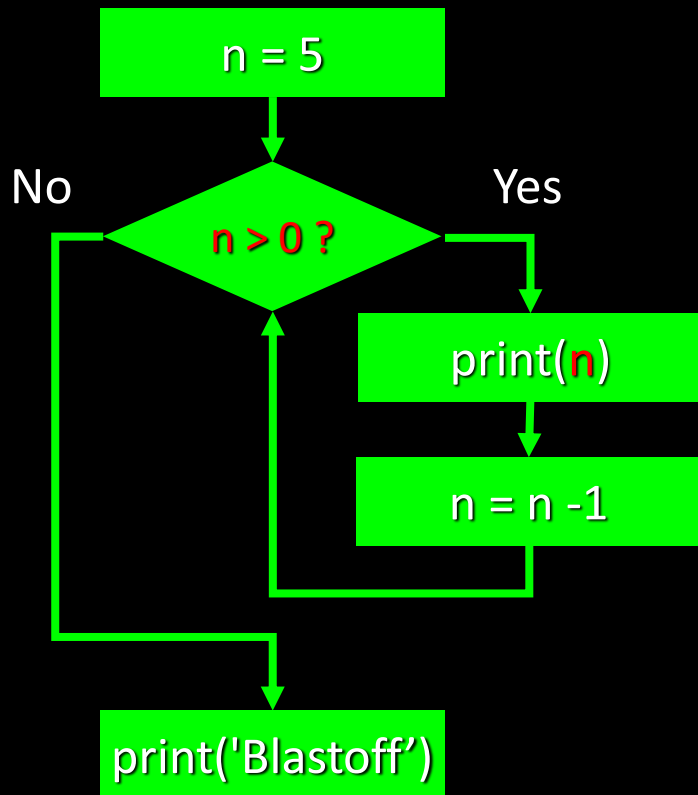 n = 5
No
Yes
n > 0 ?
print(n)
n = n -1
print('Blastoff’)